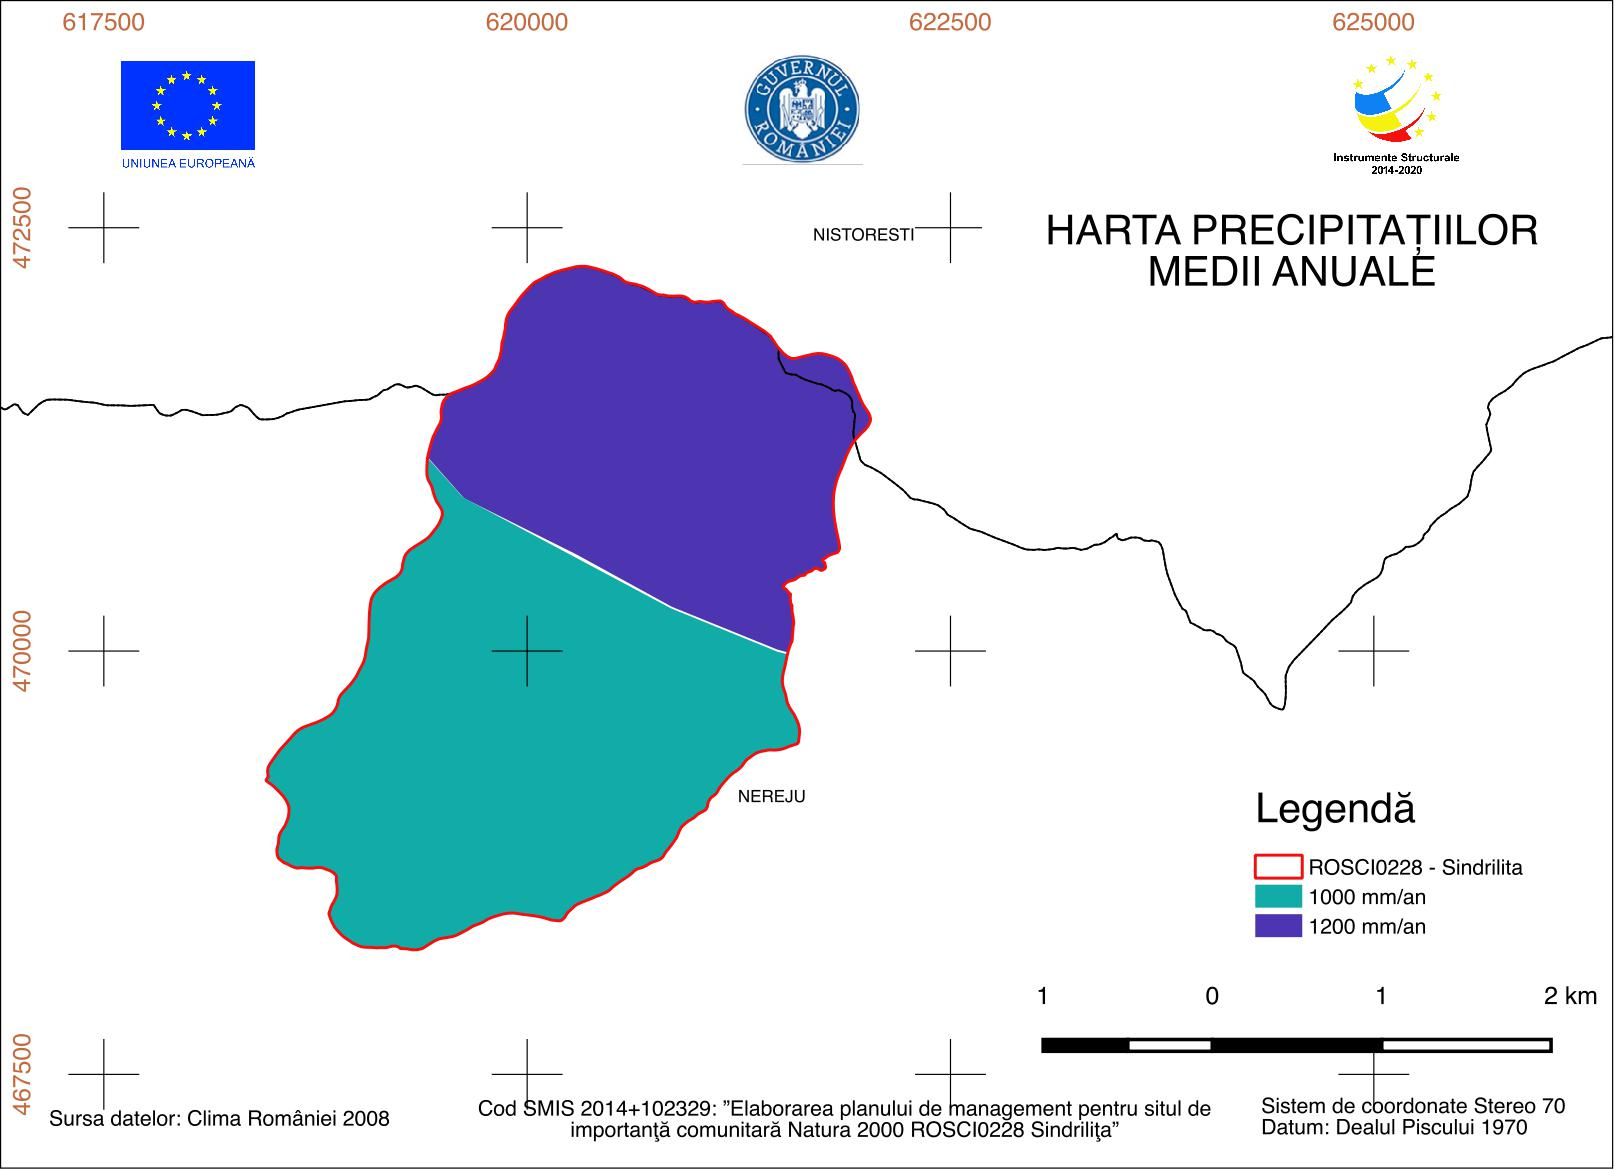 617500 620000 622500 625000
UNIUNEA EUROPEANĂ
GUVERNUL ROMÂNIEI
Instrumente Structurale
2014-2020
472500
NISTORESTI
HARTA PRECIPITAȚIILOR
MEDII ANUALE
470000
NEREJU
Legendă
ROSCI0228 - Sindrilita
1000 mm/an
1200 mm/an
1 0 1 2 km
467500
Sursa datelor: Clima României 2008
Cod SMIS 2014+102329: ”Elaborarea planului de management pentru situl de
importanţă comunitară Natura 2000 ROSCI0228 Sindriliţa”
Sistem de coordonate Stereo 70
Datum: Dealul Piscului 1970